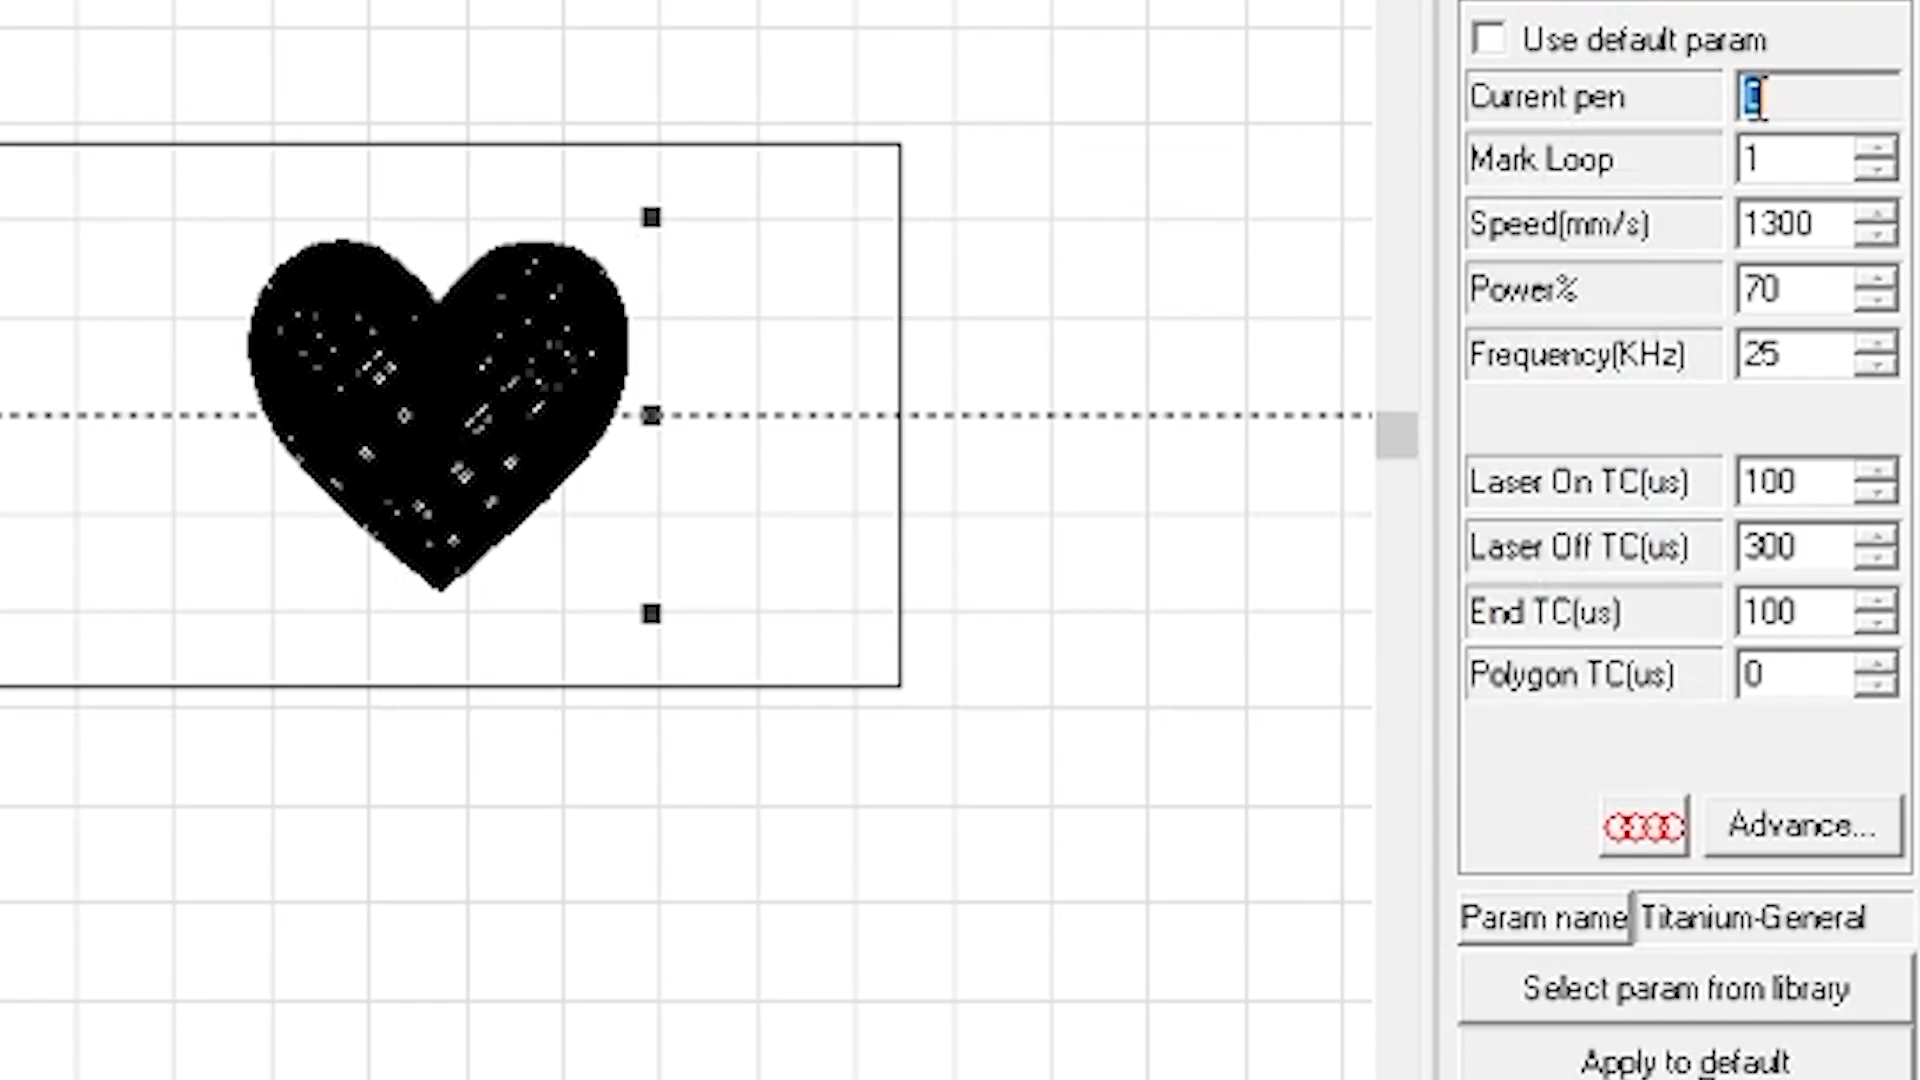 Use default param
Current pen
Mark Loop 1
Speed(mm/s) 1300
Power% 70
Frequency(KHz) 25
Laser On TC(us) 100
Laser Off TC(us) 300
End TC(us) 100
Polygon TC(us) 0
Advance...
Param name Titanium-General
Select param from library
Apply to default